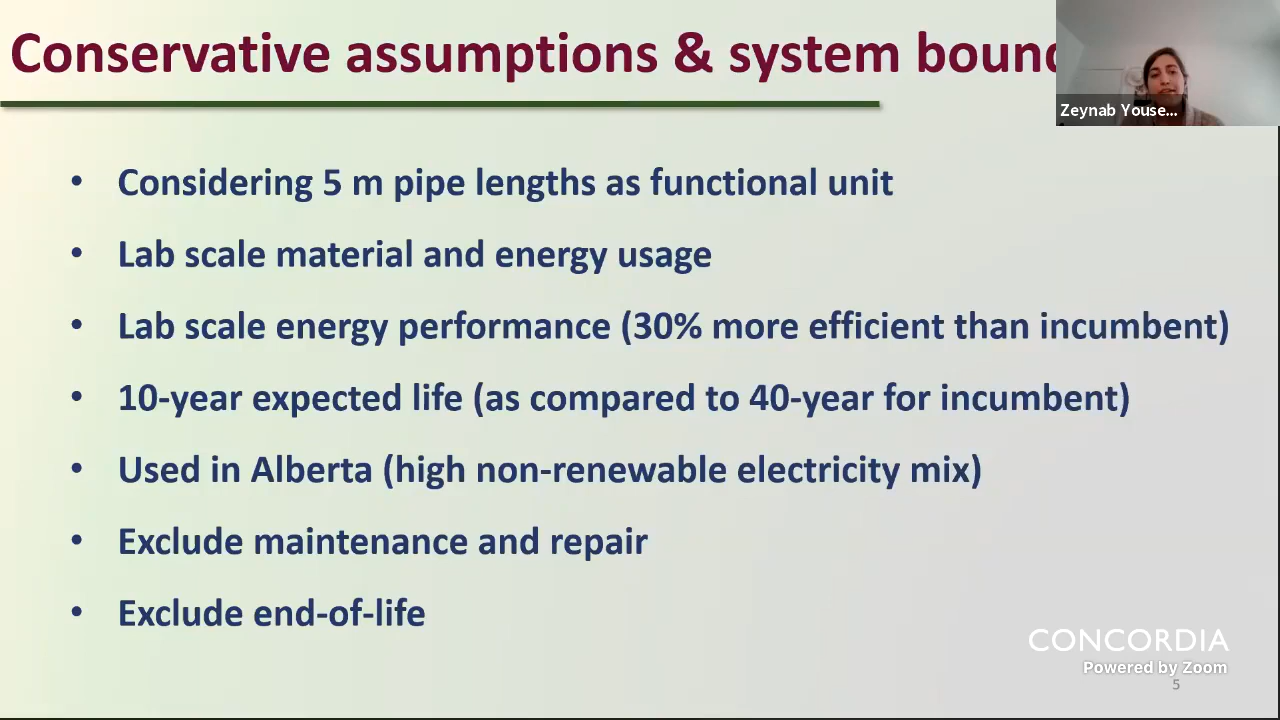 Conservative assumptions & system bound
Zeynab Youse...
• Considering 5 m pipe lengths as functional unit
• Lab scale material and energy usage
• Lab scale energy performance (30% more efficient than incumbent)
• 10-year expected life (as compared to 40-year for incumbent)
• Used in Alberta (high non-renewable electricity mix)
• Exclude maintenance and repair
• Exclude end-of-life
CONCORDIA
Powered by Zoom
5